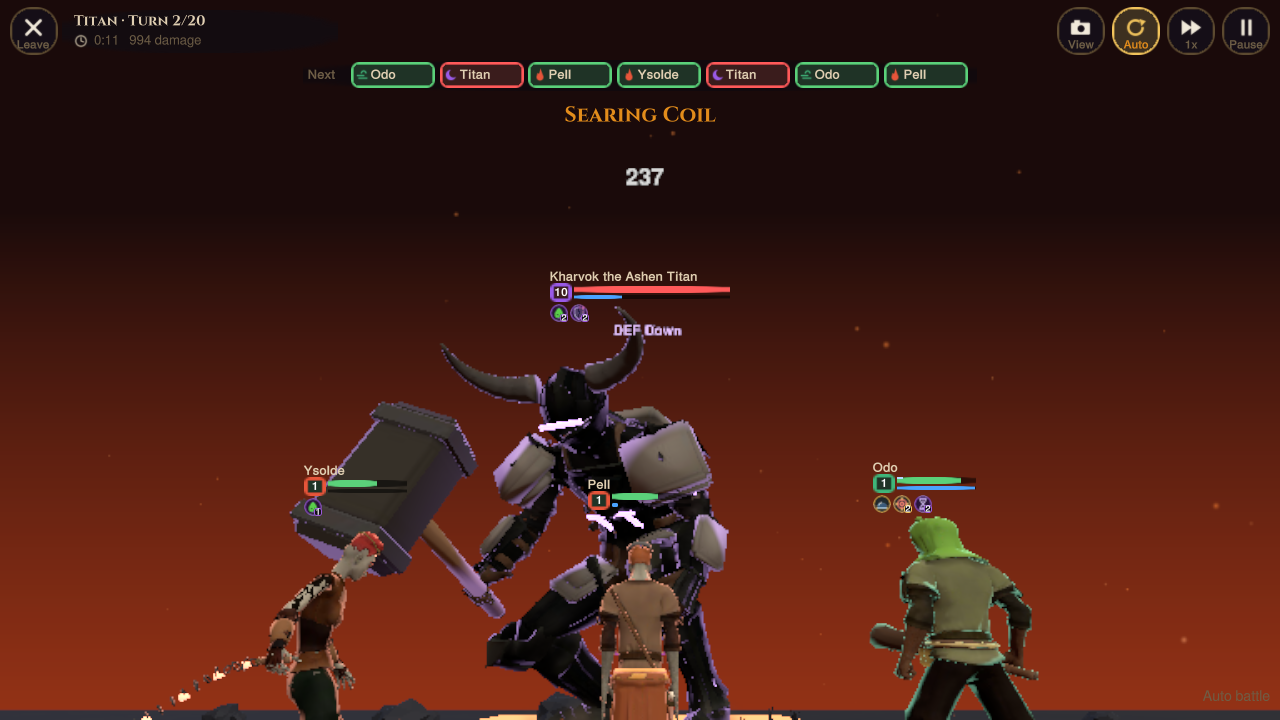 Leave
TITAN · TURN 2/20
0:11 994 damage
View
Auto
1x
Pause
Next Odo Titan Pell Ysolde Titan Odo Pell
SEARING COIL
237
Kharvok the Ashen Titan
10
2 2
DEF Down
Ysolde
1
1
Pell
1
Odo
1
2 2
Auto battle